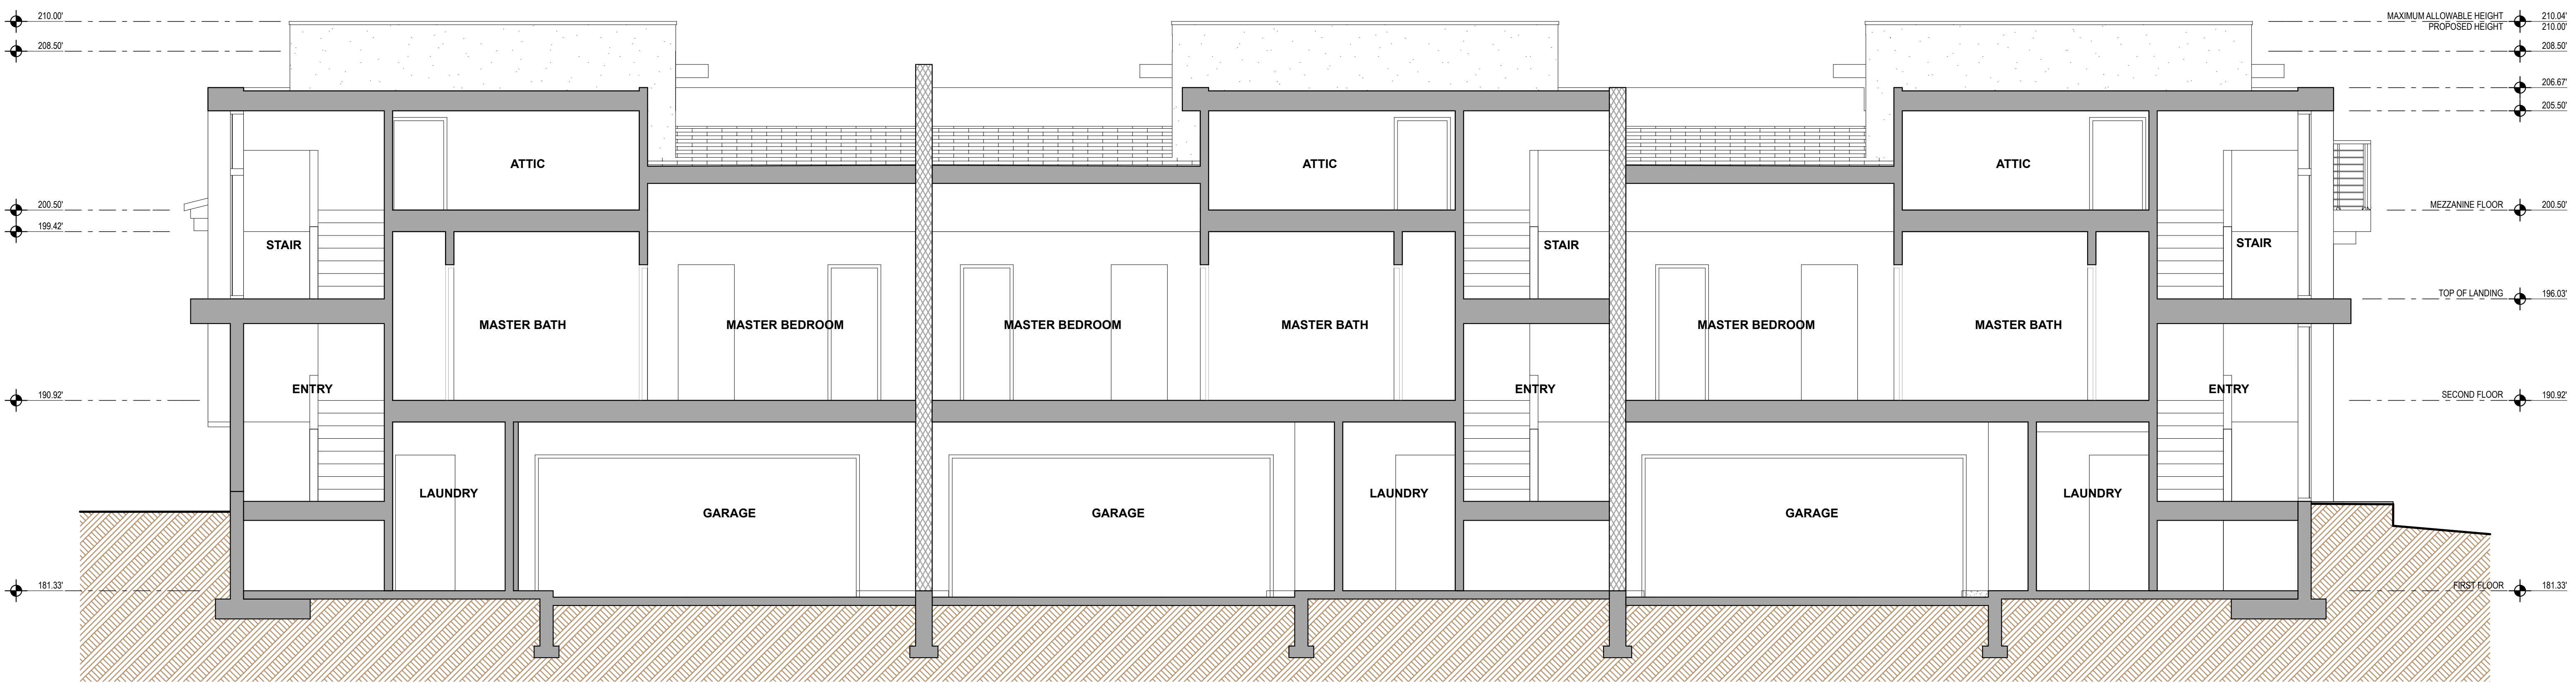 210.00'
MAXIMUM ALLOWABLE HEIGHT 210.04'
PROPOSED HEIGHT 210.00'
208.50'
208.50'
206.67'
205.50'
ATTIC
ATTIC
ATTIC
200.50'
MEZZANINE FLOOR 200.50'
199.42'
STAIR
STAIR
STAIR
TOP OF LANDING 196.03'
MASTER BATH
MASTER BEDROOM
MASTER BEDROOM
MASTER BATH
MASTER BEDROOM
MASTER BATH
ENTRY
ENTRY
ENTRY
190.92'
SECOND FLOOR 190.92'
LAUNDRY
LAUNDRY
LAUNDRY
GARAGE
GARAGE
GARAGE
181.33'
FIRST FLOOR 181.33'